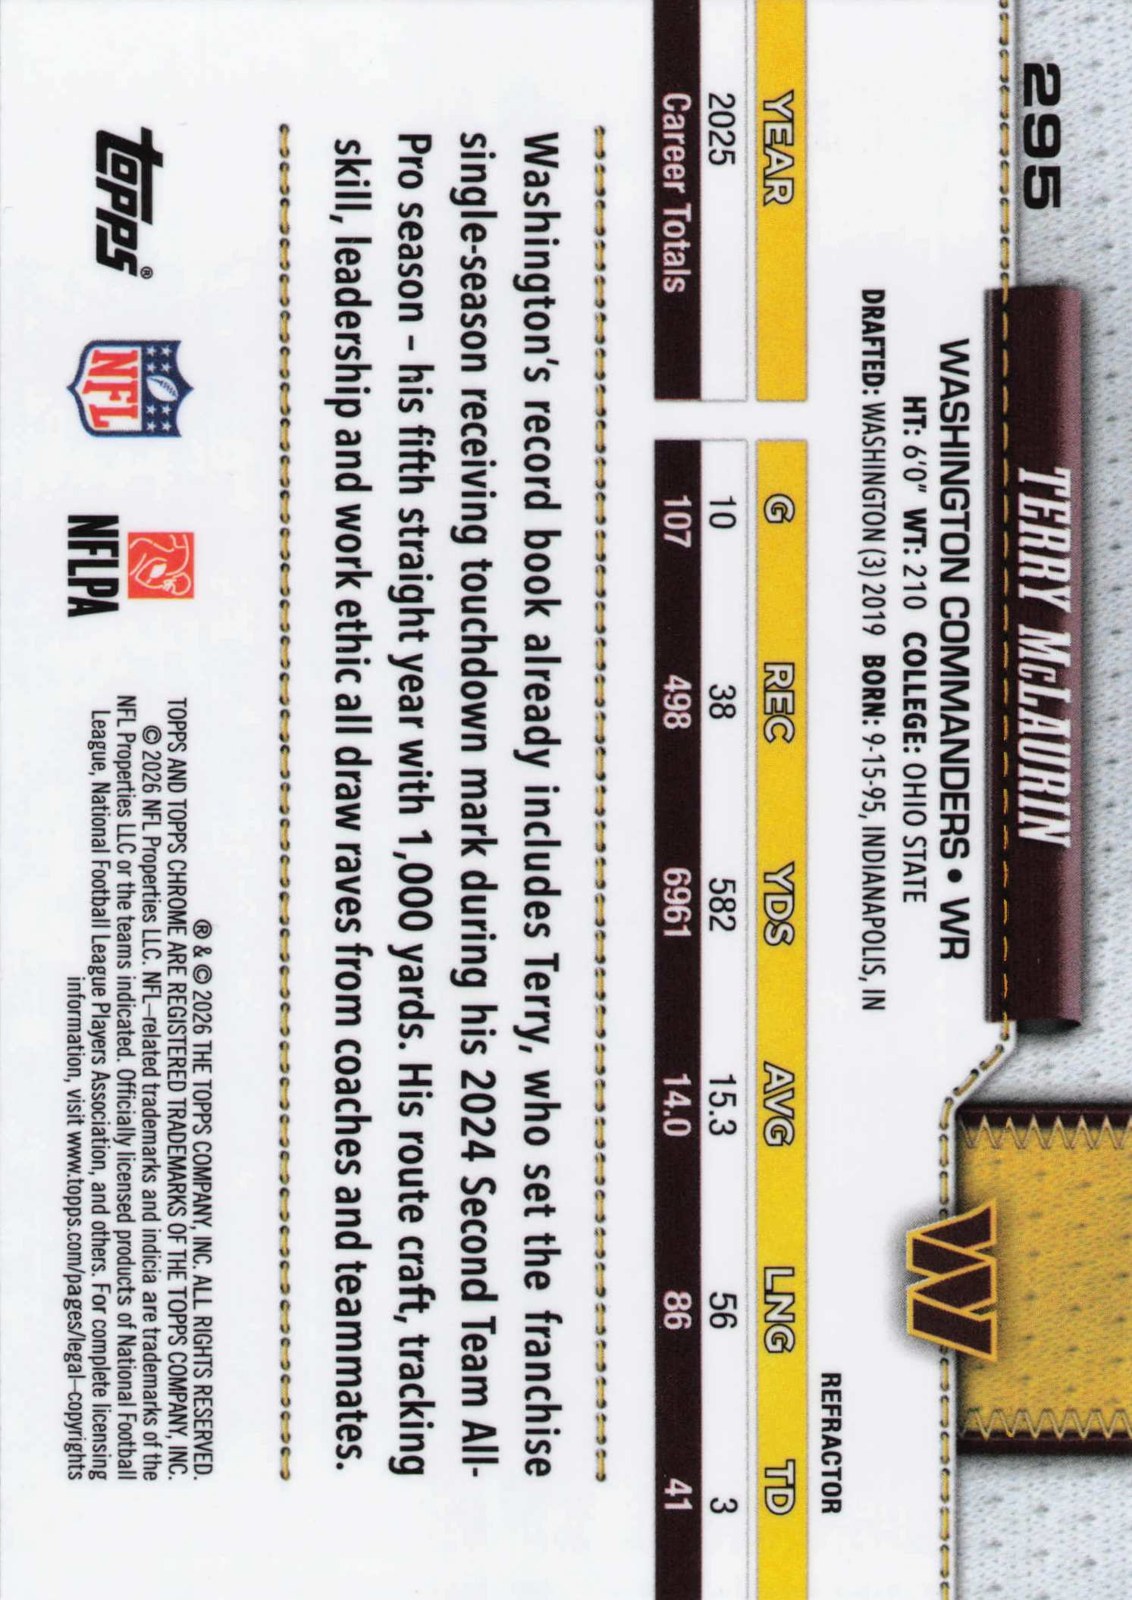 295
TERRY McLAURIN
WASHINGTON COMMANDERS • WR
HT: 6'0" WT: 210 COLLEGE: OHIO STATE
DRAFTED: WASHINGTON (3) 2019 BORN: 9-15-95, INDIANAPOLIS, IN
W
REFRACTOR
YEAR G REC YDS AVG LNG TD
2025 10 38 582 15.3 56 3
Career Totals 107 498 6961 14.0 86 41
Washington's record book already includes Terry, who set the franchise
single-season receiving touchdown mark during his 2024 Second Team All-
Pro season - his fifth straight year with 1,000 yards. His route craft, tracking
skill, leadership and work ethic all draw raves from coaches and teammates.
topps®
NFL
NFLPA
® & © 2026 THE TOPPS COMPANY, INC. ALL RIGHTS RESERVED.
TOPPS AND TOPPS CHROME ARE REGISTERED TRADEMARKS OF THE TOPPS COMPANY, INC.
© 2026 NFL Properties LLC. NFL-related trademarks and indicia are trademarks of the
NFL Properties LLC or the teams indicated. Officially licensed products of National Football
League, National Football League Players Association, and others. For complete licensing
information, visit www.topps.com/pages/legal-copyrights